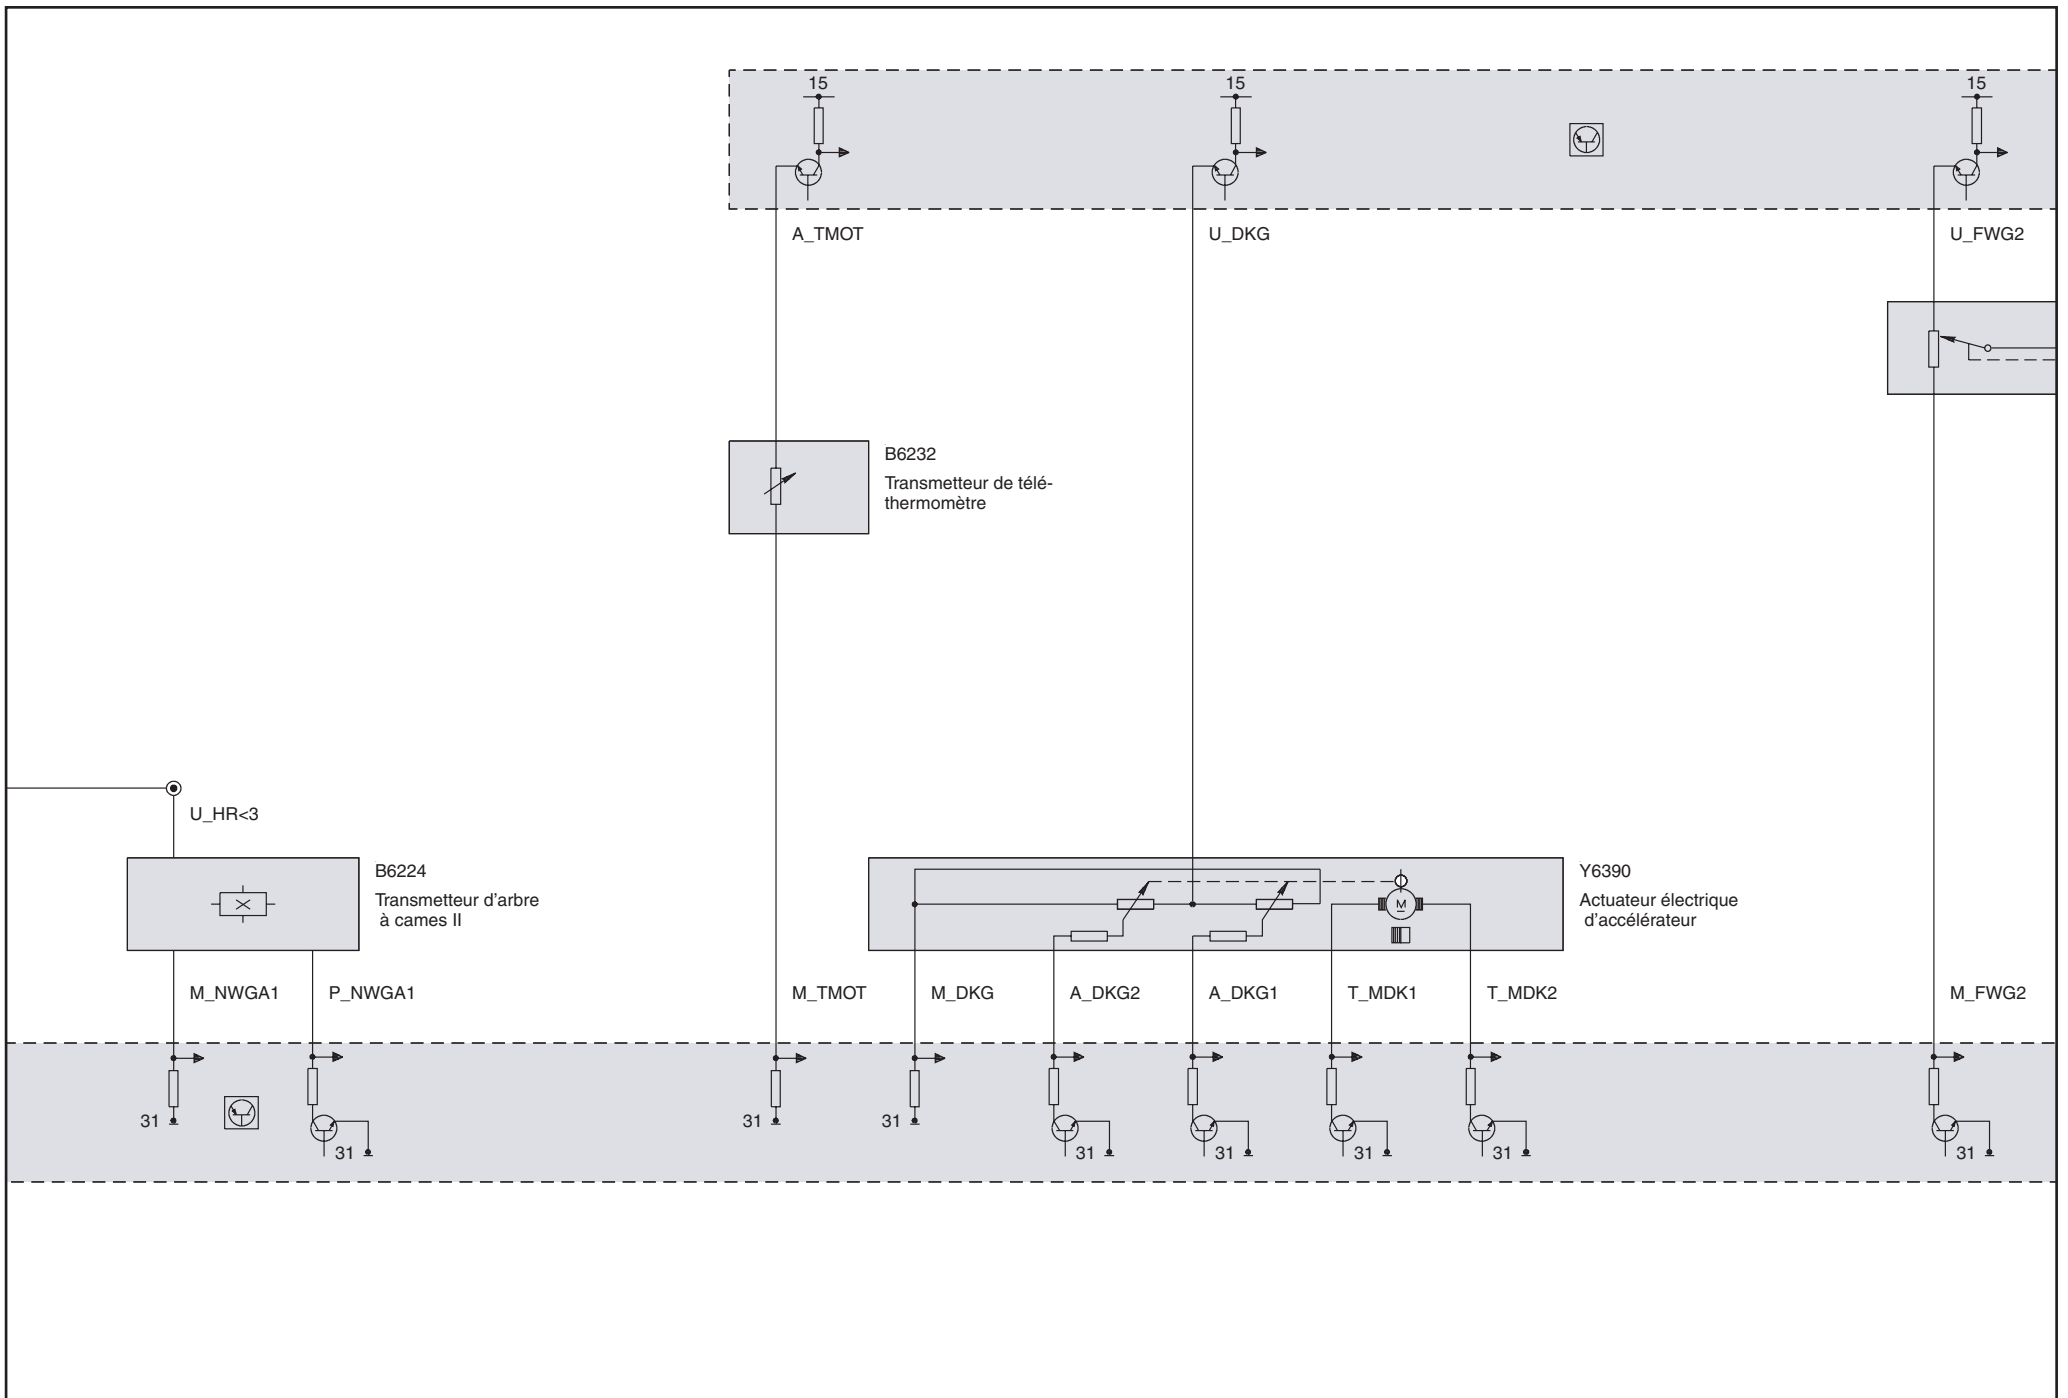 15
15
15
A_TMOT
U_DKG
U_FWG2
B6232
Transmetteur de télé-
thermomètre
U_HR<3
B6224
Transmetteur d'arbre
à cames II
Y6390
Actuateur électrique
d'accélérateur
M
M_NWGA1
P_NWGA1
M_TMOT
M_DKG
A_DKG2
A_DKG1
T_MDK1
T_MDK2
M_FWG2
31
31
31
31
31
31
31
31
31